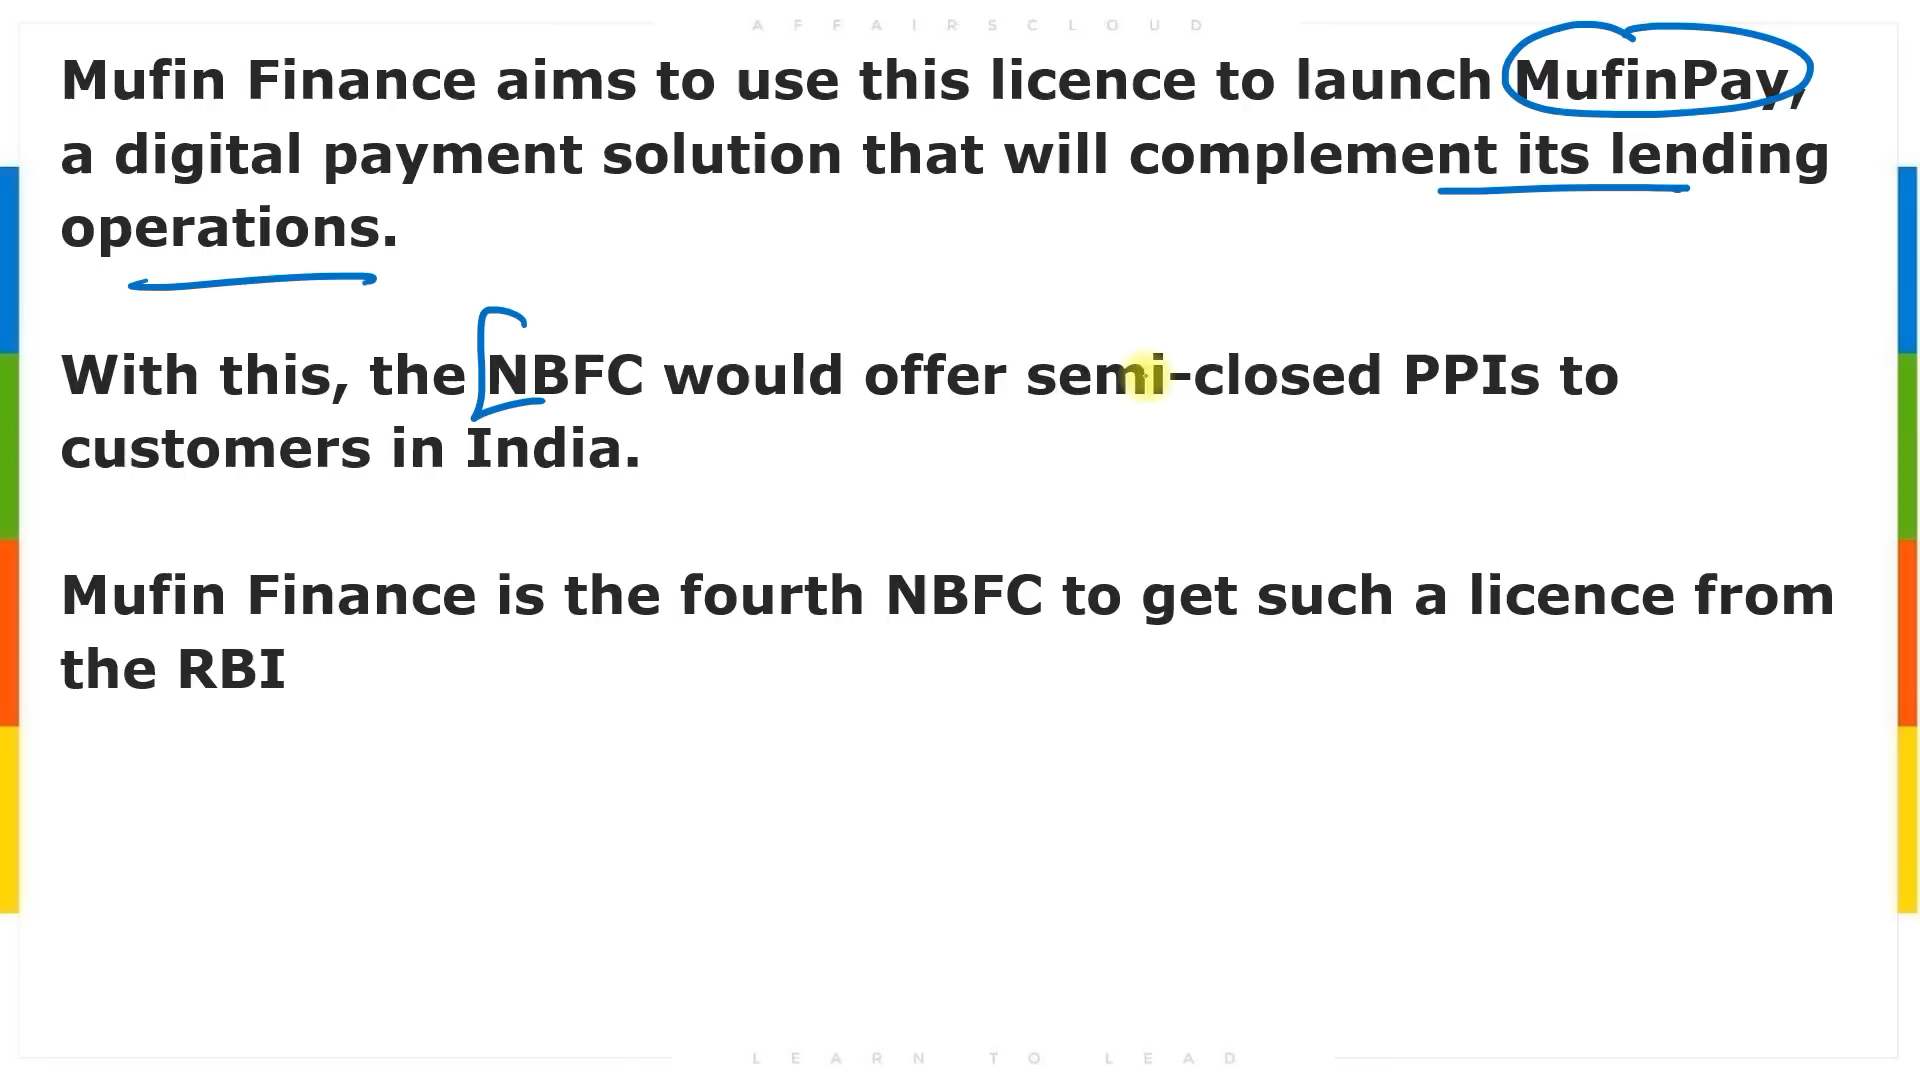 AFFAIRSCLOUD
Mufin Finance aims to use this licence to launch MufinPay,
a digital payment solution that will complement its lending
operations.
With this, the NBFC would offer semi-closed PPIs to
customers in India.
Mufin Finance is the fourth NBFC to get such a licence from
the RBI
LEARN TO LEAD